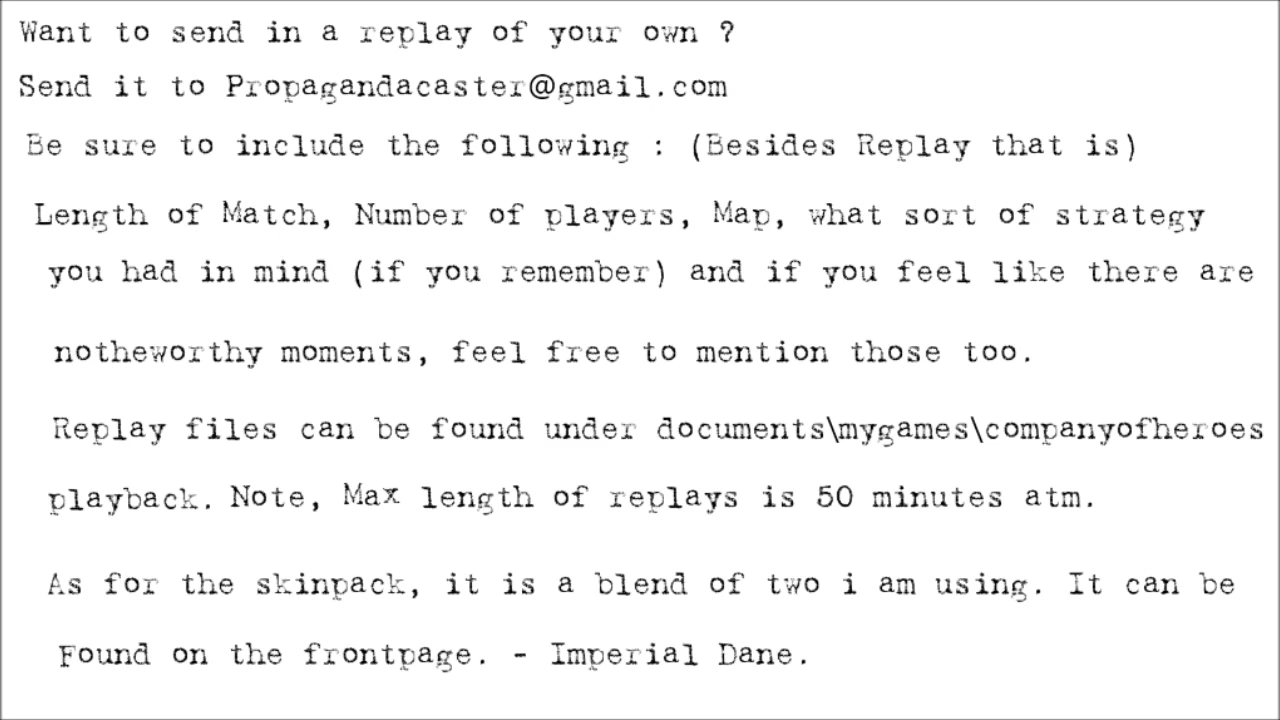 Want to send in a replay of your own ?
Send it to Propagandacaster@gmail.com
Be sure to include the following : (Besides Replay that is)
Length of Match, Number of players, Map, what sort of strategy
you had in mind (if you remember) and if you feel like there are
notheworthy moments, feel free to mention those too.
Replay files can be found under documents\mygames\companyofheroes
playback. Note, Max length of replays is 50 minutes atm.
As for the skinpack, it is a blend of two i am using. It can be
Found on the frontpage. - Imperial Dane.